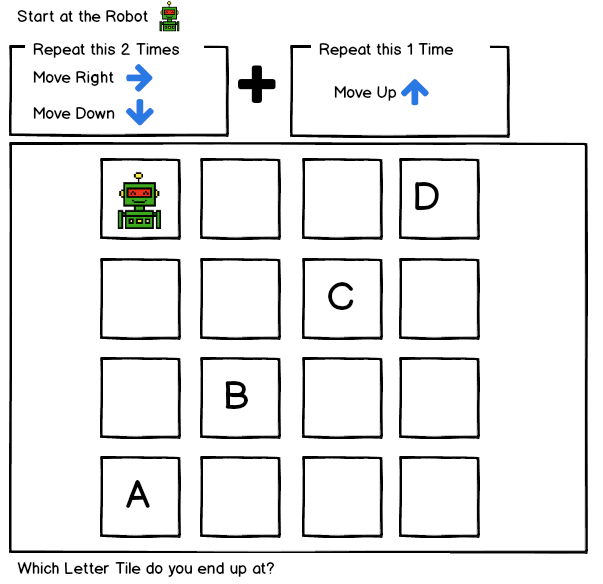 Start at the Robot
Repeat this 2 Times
Move Right
Move Down
Repeat this 1 Time
Move Up
D
C
B
A
Which Letter Tile do you end up at?